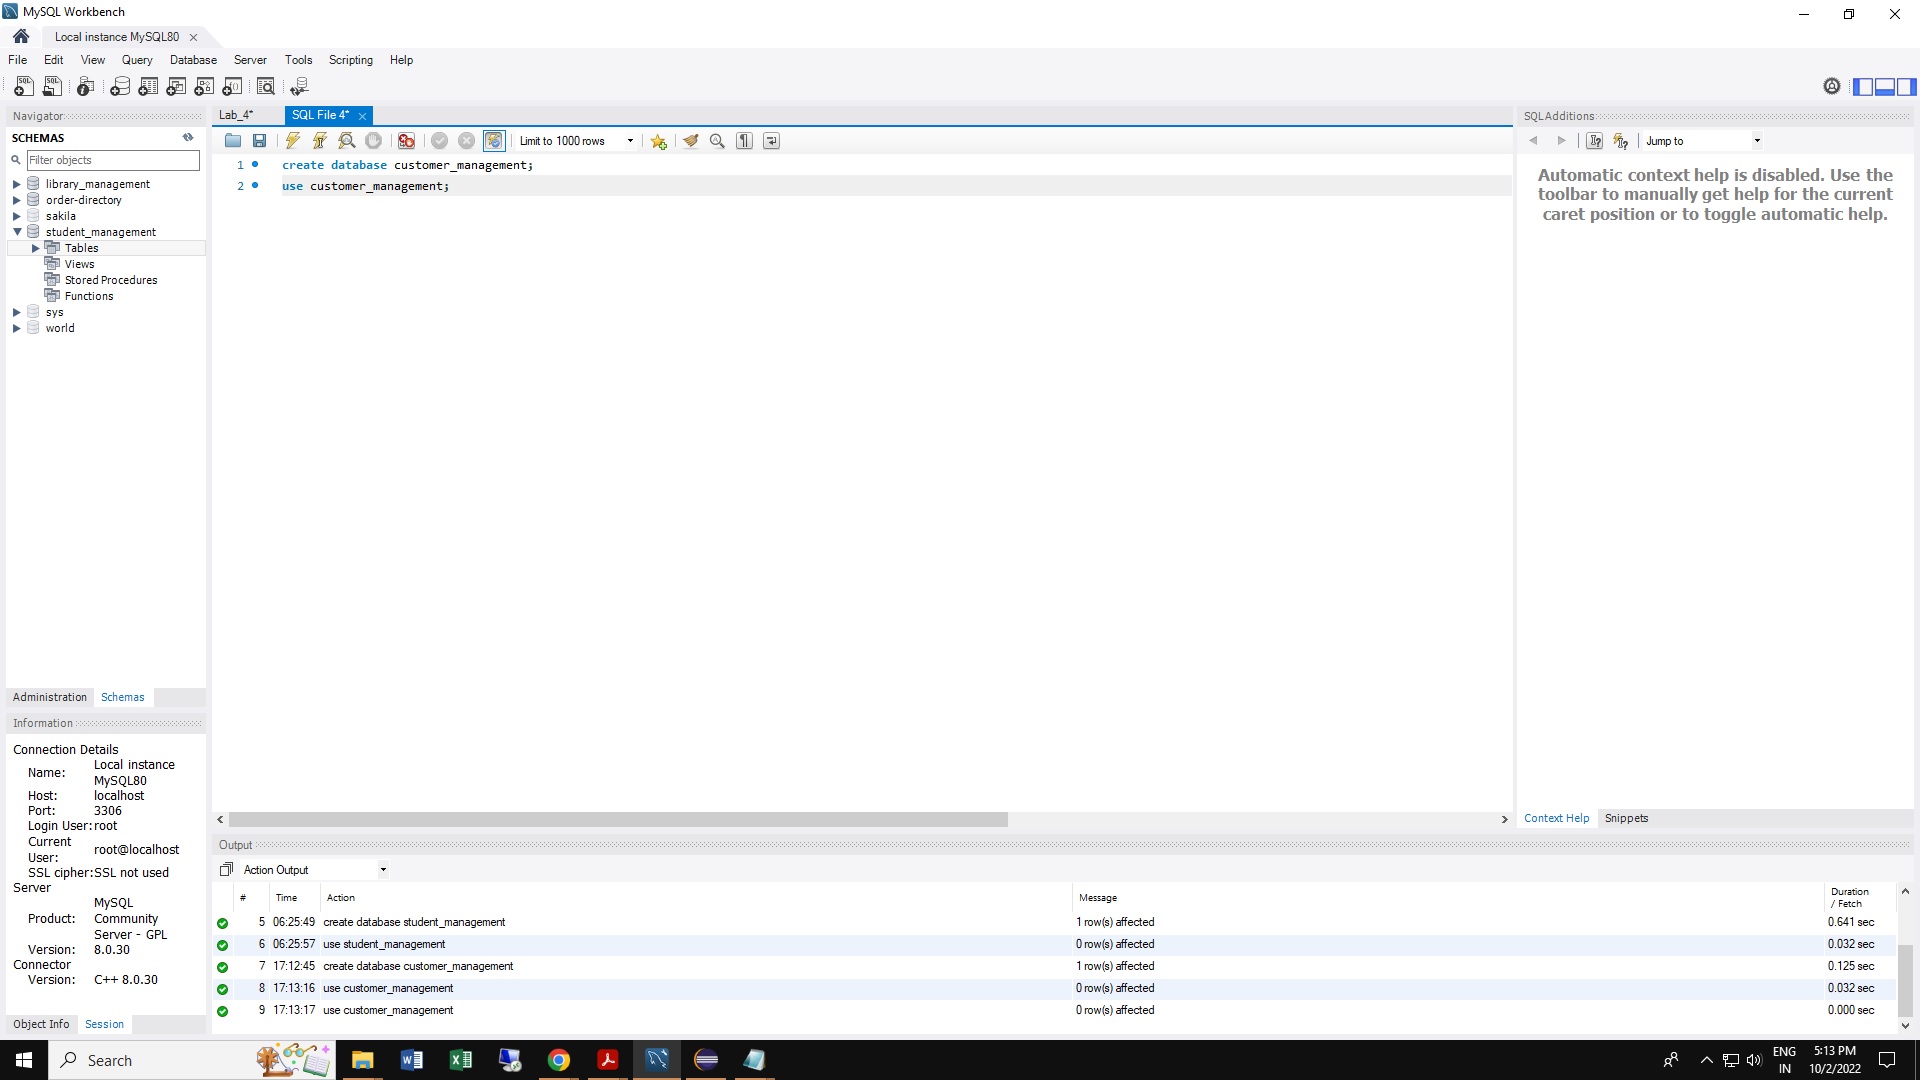 MySQL Workbench
Local instance MySQL80
File Edit View Query Database Server Tools Scripting Help
Navigator
SCHEMAS
Filter objects
library_management
order-directory
sakila
student_management
Tables
Views
Stored Procedures
Functions
sys
world
Administration Schemas
Information
Connection Details
Name: Local instance MySQL80
Host: localhost
Port: 3306
Login User: root
Current User: root@localhost
SSL cipher: SSL not used
Server
Product: MySQL Community Server - GPL
Version: 8.0.30
Connector
Version: C++ 8.0.30
Object Info Session
Lab_4* SQL File 4*
Limit to 1000 rows
1 create database customer_management;
2 use customer_management;
SQLAdditions
Jump to
Automatic context help is disabled. Use the
toolbar to manually get help for the current
caret position or to toggle automatic help.
Context Help Snippets
Output
Action Output
# Time Action Message Duration / Fetch
5 06:25:49 create database student_management 1 row(s) affected 0.641 sec
6 06:25:57 use student_management 0 row(s) affected 0.032 sec
7 17:12:45 create database customer_management 1 row(s) affected 0.125 sec
8 17:13:16 use customer_management 0 row(s) affected 0.032 sec
9 17:13:17 use customer_management 0 row(s) affected 0.000 sec
Search
ENG
IN
5:13 PM
10/2/2022